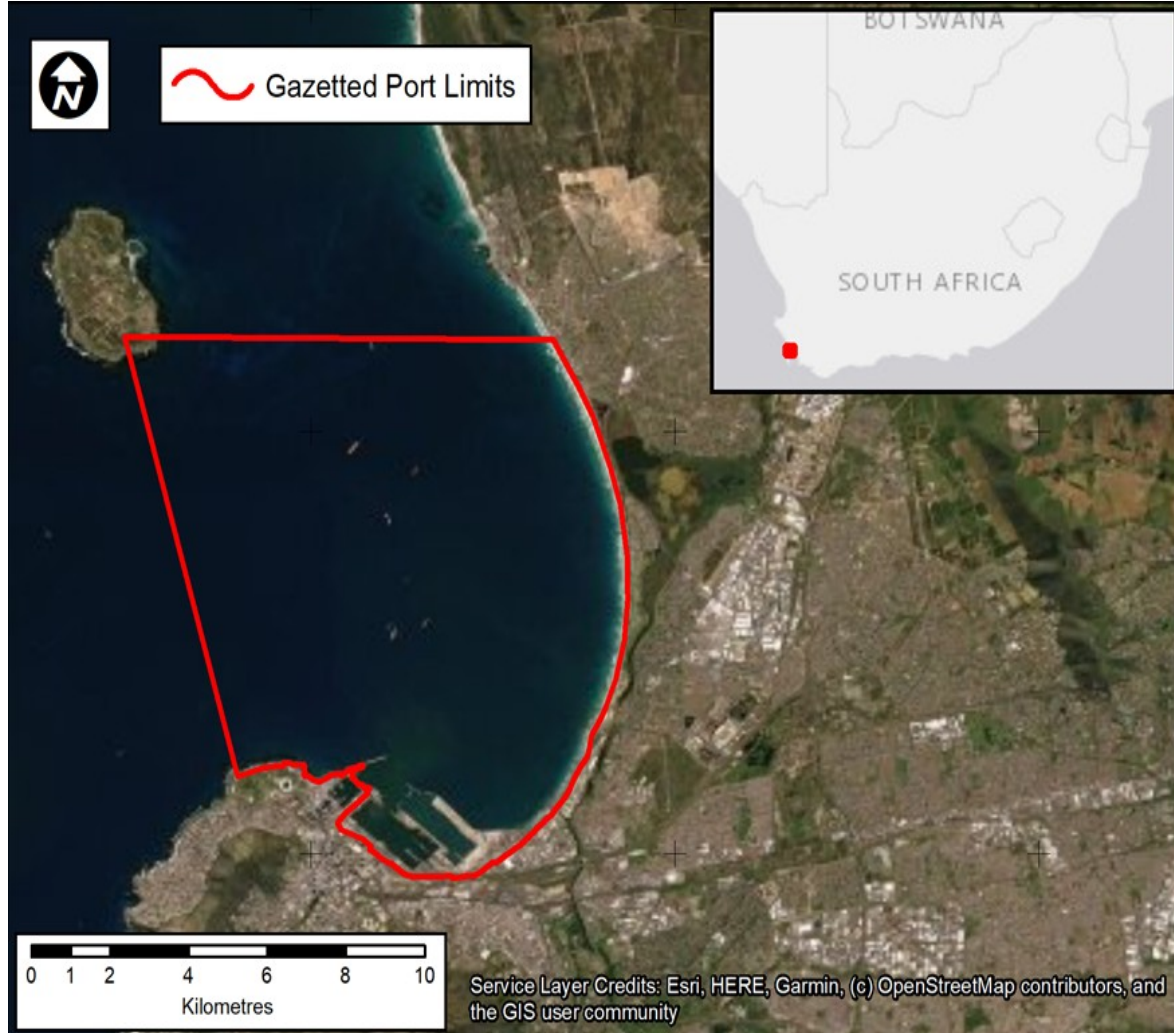 N
Gazetted Port Limits
BOTSWANA
SOUTH AFRICA
0 1 2 4 6 8 10
Kilometres
Service Layer Credits: Esri, HERE, Garmin, (c) OpenStreetMap contributors, and
the GIS user community